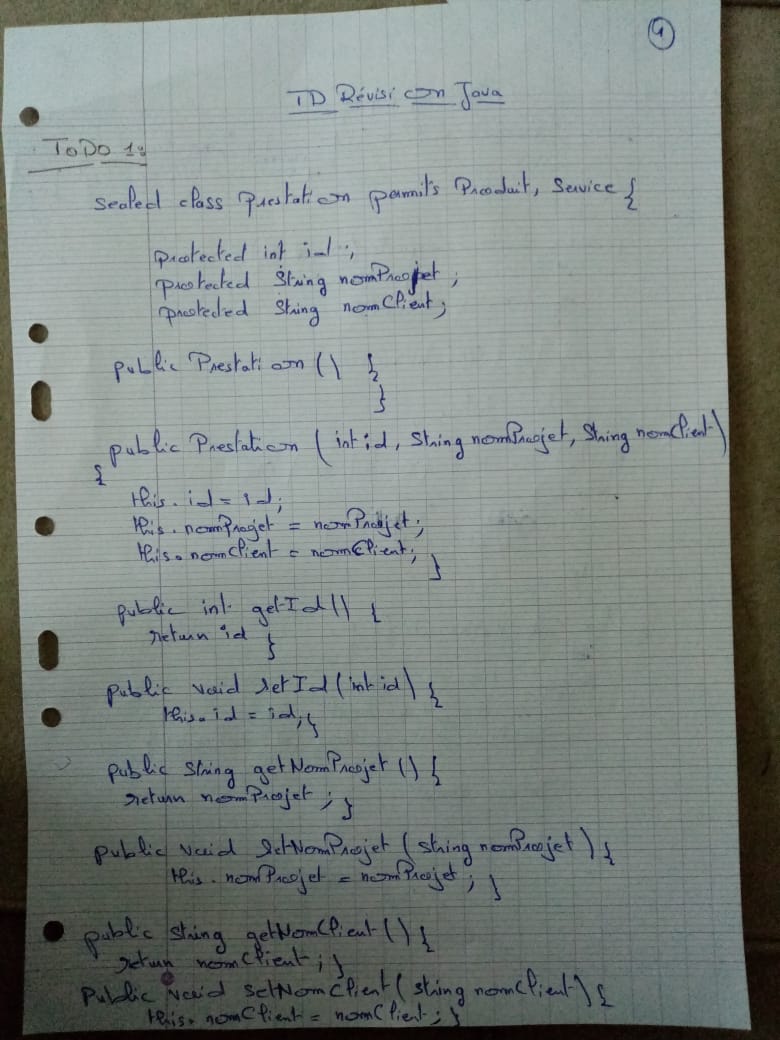 1
TD Révision Java
ToDo 1:
Sealed class Prestation permits Produit, Service {
protected int id ;
protected String nomProjet ;
protected String nomClient ;
public Prestation () {
}
public Prestation (int id, String nomProjet, String nomClient)
{
this.id = id;
this.nomProjet = nomProjet ;
this.nomClient = nomClient ; }
public int getId() {
return id }
public void setId (int id) {
this.id = id; }
public String getNomProjet () {
return nomProjet ; }
public void setNomProjet (String nomProjet) {
this.nomProjet = nomProjet ; }
public String getNomClient () {
return nomClient ; }
Public void setNomClient (String nomClient) {
this.nomClient = nomClient ; }